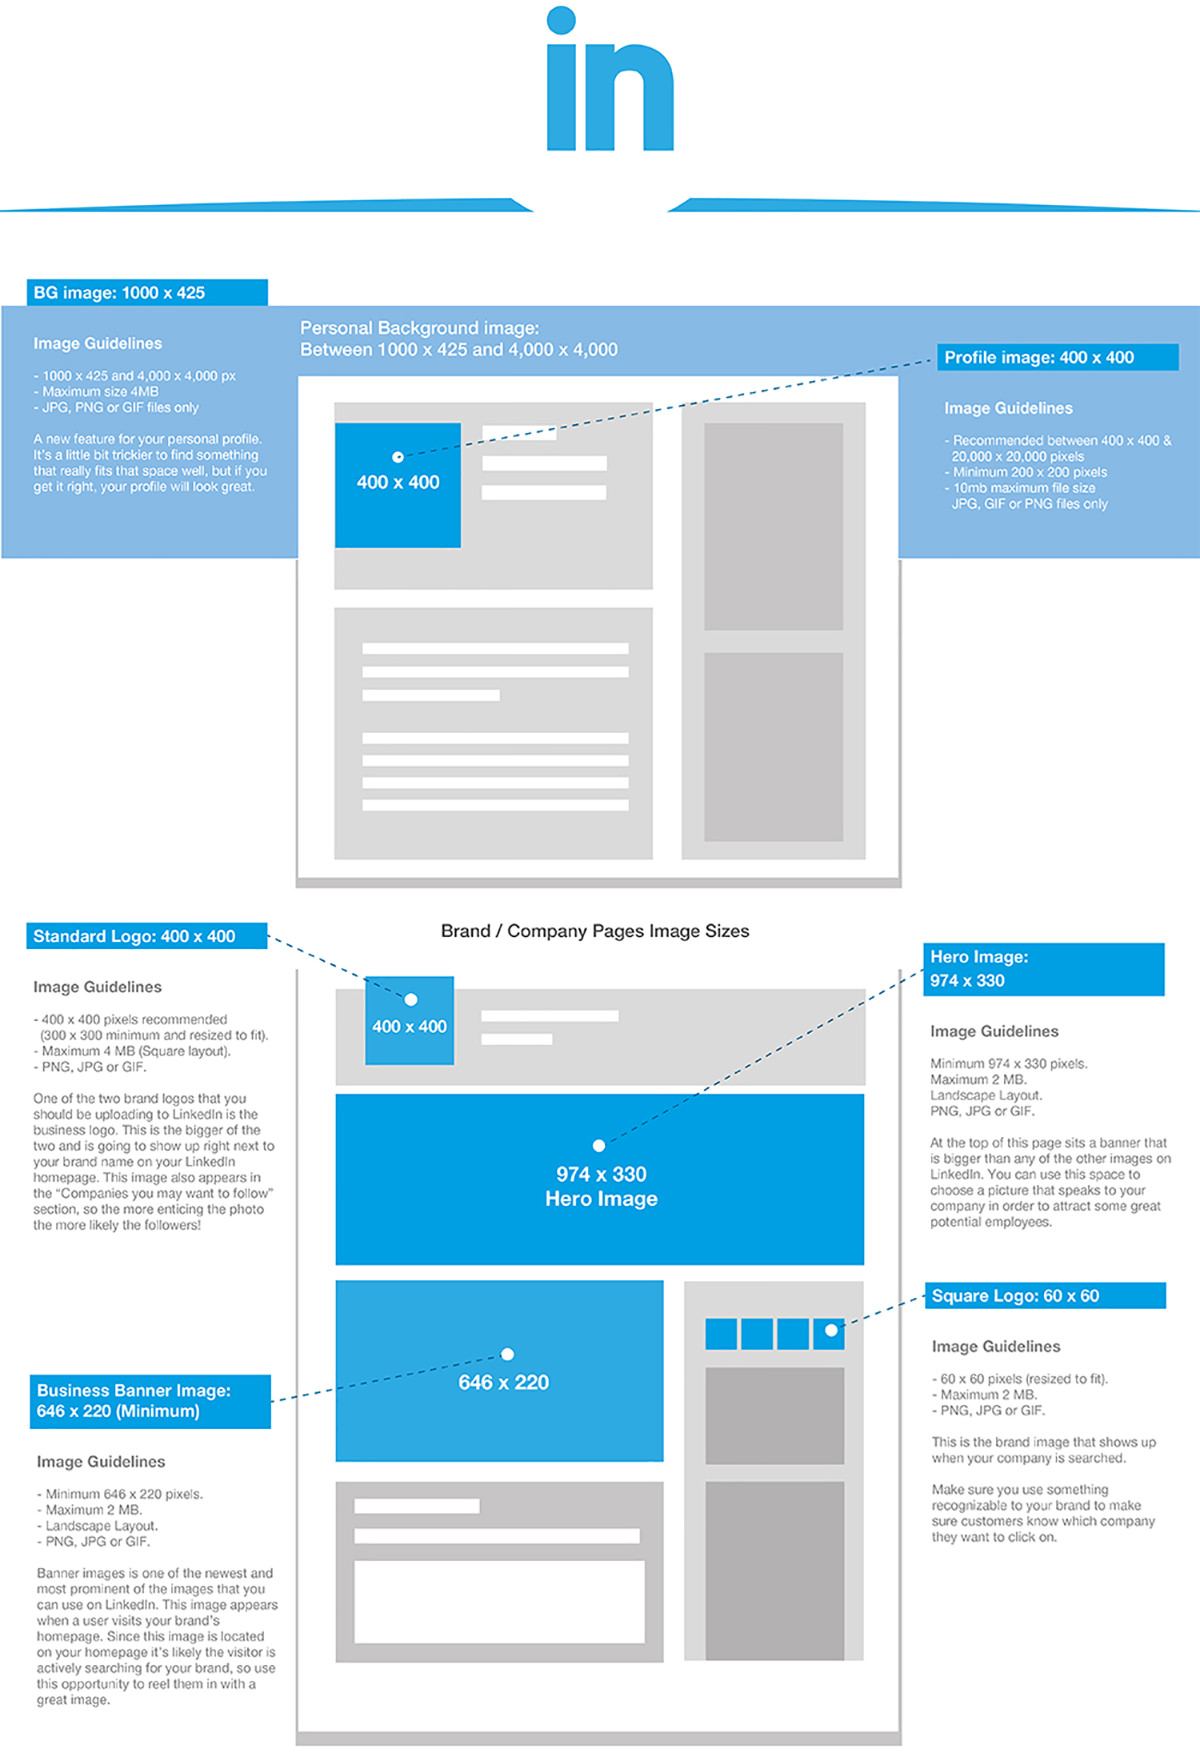 in
BG image: 1000 x 425
Image Guidelines
- 1000 x 425 and 4,000 x 4,000 px
- Maximum size 4MB
- JPG, PNG or GIF files only
A new feature for your personal profile.
It's a little bit trickier to find something
that really fits that space well, but if you
get it right, your profile will look great.
Personal Background image:
Between 1000 x 425 and 4,000 x 4,000
Profile image: 400 x 400
Image Guidelines
- Recommended between 400 x 400 &
20,000 x 20,000 pixels
- Minimum 200 x 200 pixels
- 10mb maximum file size
JPG, GIF or PNG files only
400 x 400
Brand / Company Pages Image Sizes
Standard Logo: 400 x 400
Image Guidelines
- 400 x 400 pixels recommended
(300 x 300 minimum and resized to fit).
- Maximum 4 MB (Square layout).
- PNG, JPG or GIF.
One of the two brand logos that you
should be uploading to LinkedIn is the
business logo. This is the bigger of the
two and is going to show up right next to
your brand name on your LinkedIn
homepage. This image also appears in
the “Companies you may want to follow”
section, so the more enticing the photo
the more likely the followers!
400 x 400
974 x 330
Hero Image
Hero Image:
974 x 330
Image Guidelines
Minimum 974 x 330 pixels.
Maximum 2 MB.
Landscape Layout.
PNG, JPG or GIF.
At the top of this page sits a banner that
is bigger than any of the other images on
LinkedIn. You can use this space to
choose a picture that speaks to your
company in order to attract some great
potential employees.
646 x 220
Square Logo: 60 x 60
Image Guidelines
- 60 x 60 pixels (resized to fit).
- Maximum 2 MB.
- PNG, JPG or GIF.
This is the brand image that shows up
when your company is searched.
Make sure you use something
recognizable to your brand to make
sure customers know which company
they want to click on.
Business Banner Image:
646 x 220 (Minimum)
Image Guidelines
- Minimum 646 x 220 pixels.
- Maximum 2 MB.
- Landscape Layout.
- PNG, JPG or GIF.
Banner images is one of the newest and
most prominent of the images that you
can use on LinkedIn. This image appears
when a user visits your brand's
homepage. Since this image is located
on your homepage it's likely the visitor is
actively searching for your brand, so use
this opportunity to reel them in with a
great image.